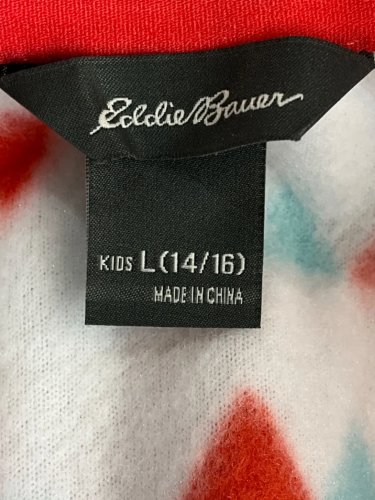 Eddie Bauer
KIDS L (14/16)
MADE IN CHINA